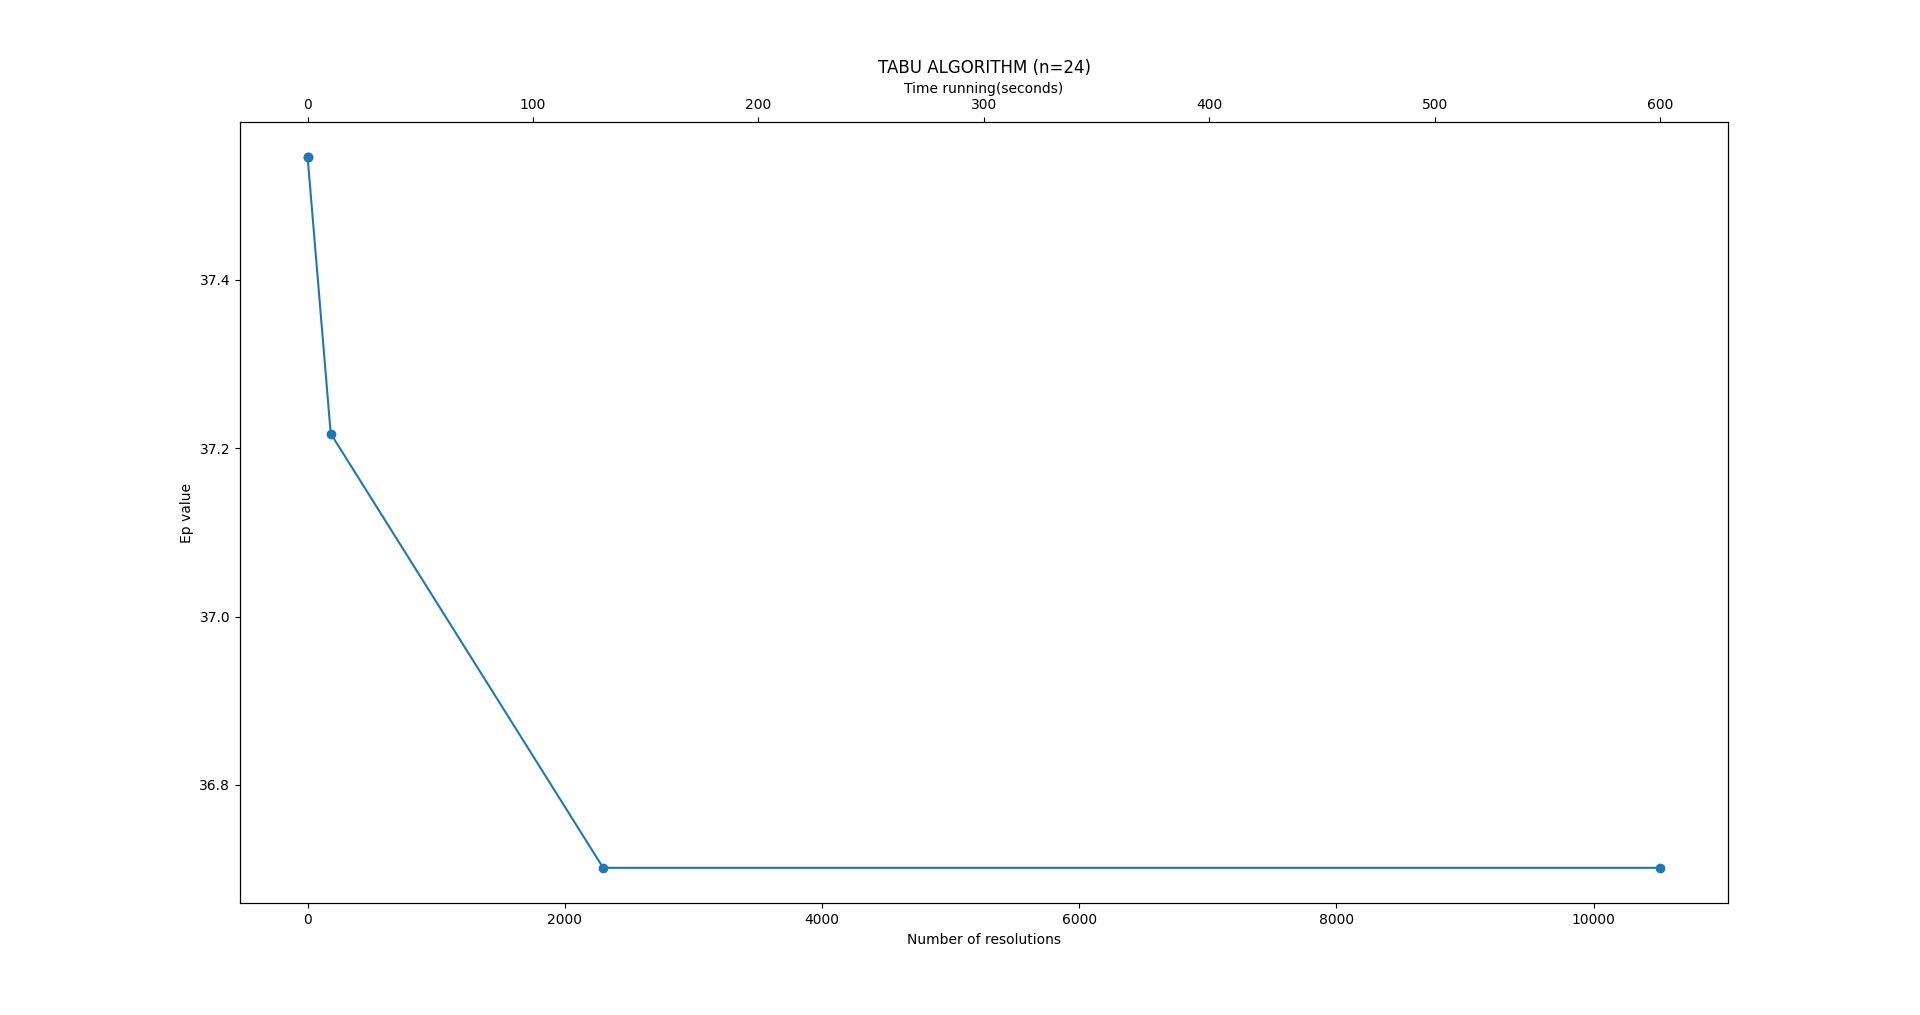 TABU ALGORITHM (n=24)
Time running(seconds)
0 100 200 300 400 500 600
37.4
37.2
37.0
36.8
Ep value
0 2000 4000 6000 8000 10000
Number of resolutions